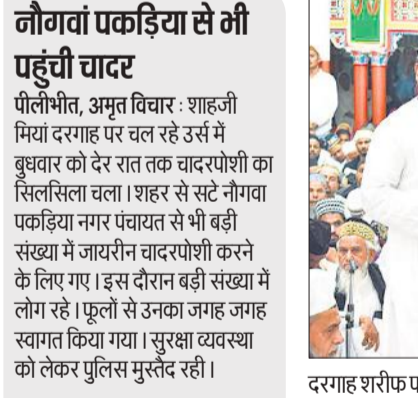 नौगवां पकड़िया से भी
पहुंची चादर
पीलीभीत, अमृत विचार : शाहजी
मियां दरगाह पर चल रहे उर्स में
बुधवार को देर रात तक चादरपोशी का
सिलसिला चला। शहर से सटे नौगवा
पकड़िया नगर पंचायत से भी बड़ी
संख्या में जायरीन चादरपोशी करने
के लिए गए। इस दौरान बड़ी संख्या में
लोग रहे। फूलों से उनका जगह जगह
स्वागत किया गया। सुरक्षा व्यवस्था
को लेकर पुलिस मुस्तैद रही।
दरगाह शरीफ